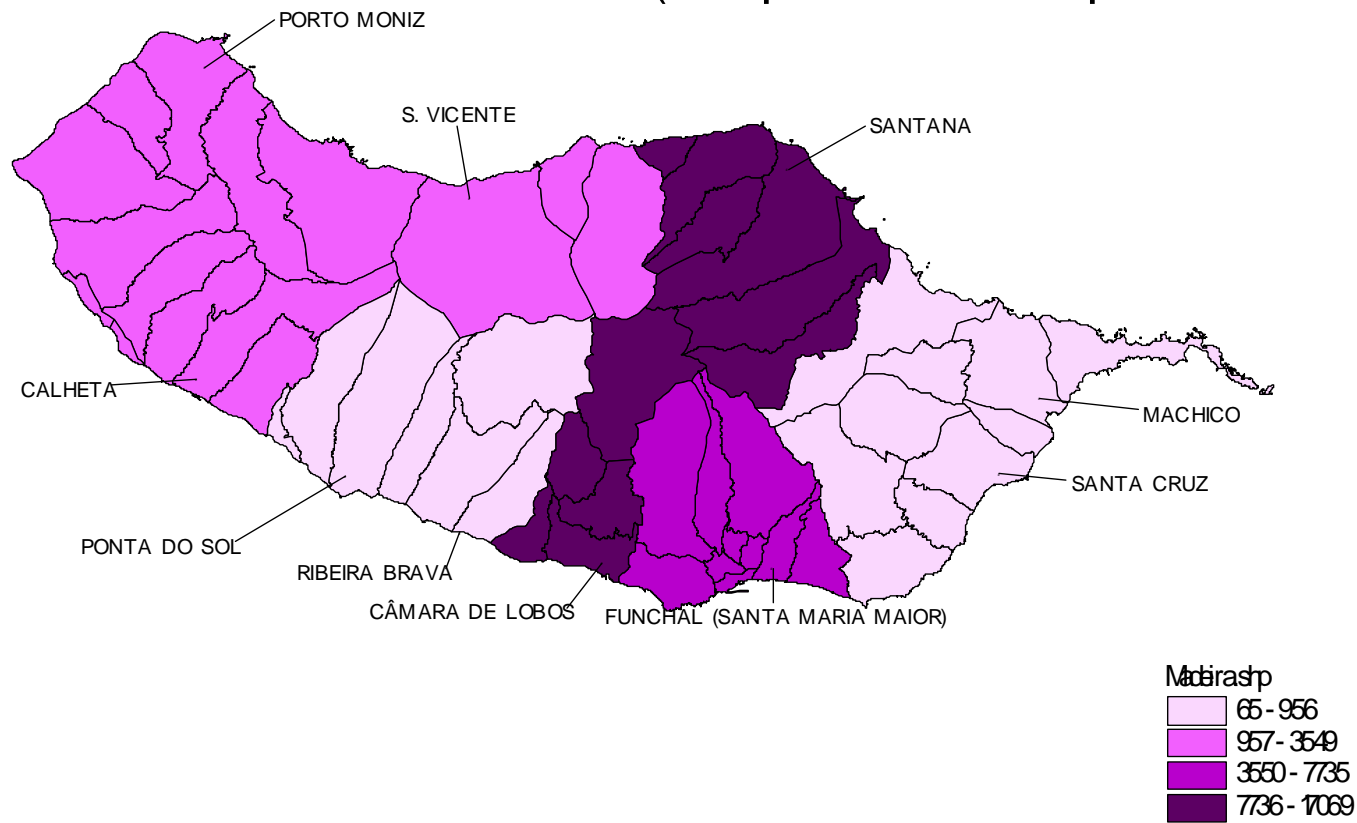 PORTO MONIZ
S. VICENTE
SANTANA
CALHETA
MACHICO
SANTA CRUZ
PONTA DO SOL
RIBEIRA BRAVA
CÂMARA DE LOBOS
FUNCHAL (SANTA MARIA MAIOR)
Madeira.shp
65 - 956
957 - 3549
3550 - 7735
7736 - 17069